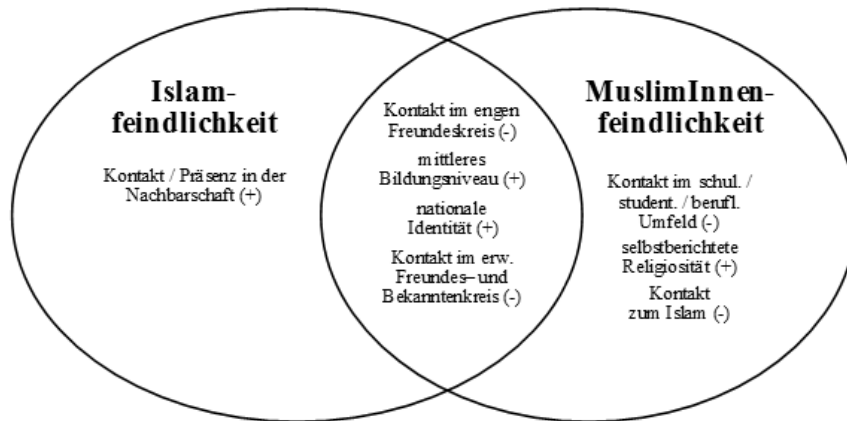 Islam-
feindlichkeit
Kontakt / Präsenz in der
Nachbarschaft (+)
Kontakt im engen
Freundeskreis (-)
mittleres
Bildungsniveau (+)
nationale
Identität (+)
Kontakt im erw.
Freundes– und
Bekanntenkreis (-)
MuslimInnen-
feindlichkeit
Kontakt im schul. /
student. / berufl.
Umfeld (-)
selbstberichtete
Religiosität (+)
Kontakt
zum Islam (-)